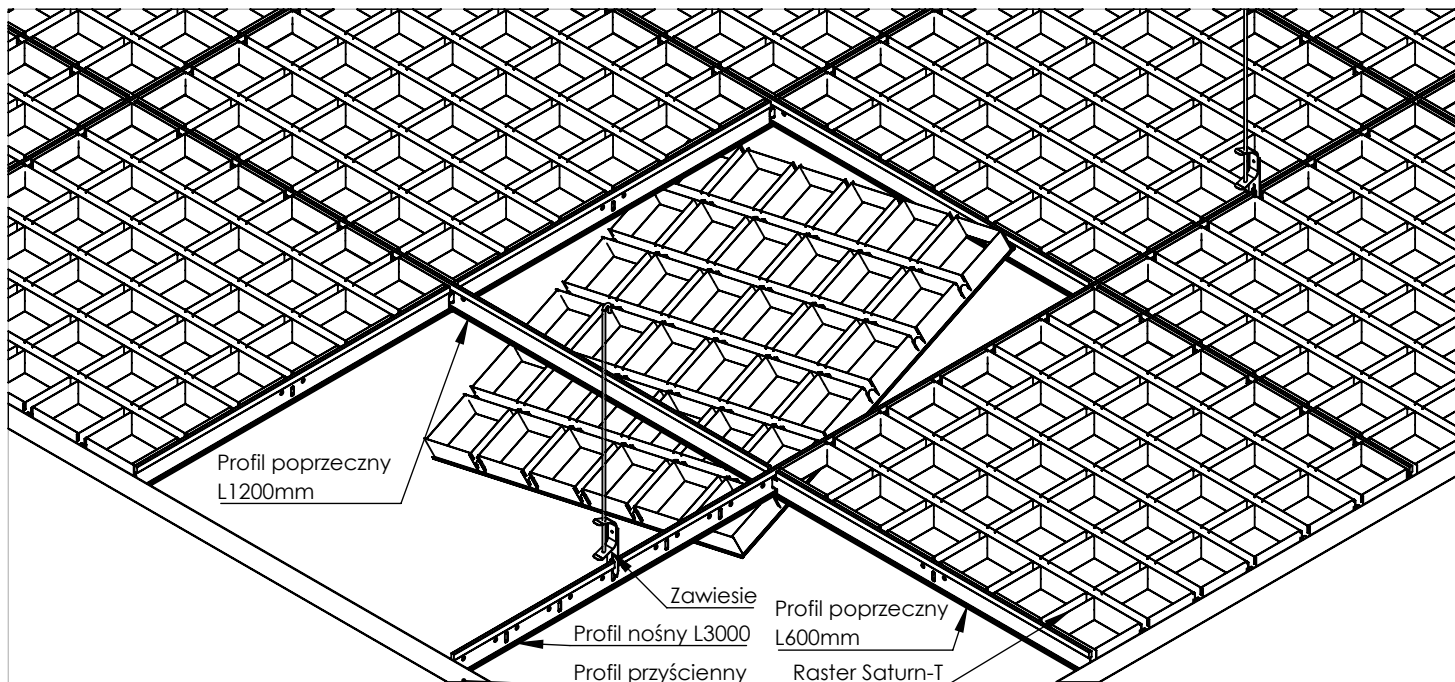 Profil poprzeczny
L1200mm
Zawiesie
Profil nośny L3000
Profil przyścienny
Profil poprzeczny
L600mm
Raster Saturn-T